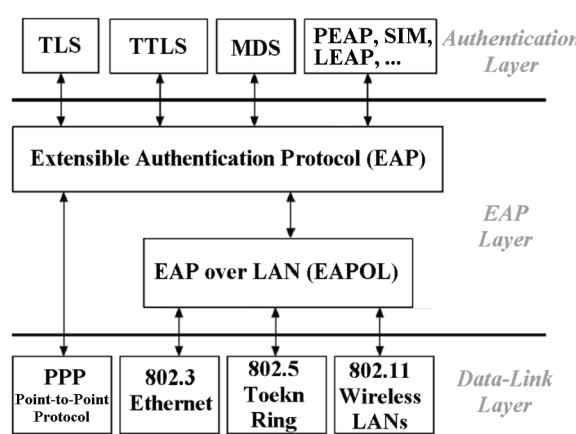 TLS
TTLS
MDS
PEAP, SIM,
LEAP, ...
Authentication
Layer
Extensible Authentication Protocol (EAP)
EAP
Layer
EAP over LAN (EAPOL)
PPP
Point-to-Point
Protocol
802.3
Ethernet
802.5
Toekn
Ring
802.11
Wireless
LANs
Data-Link
Layer